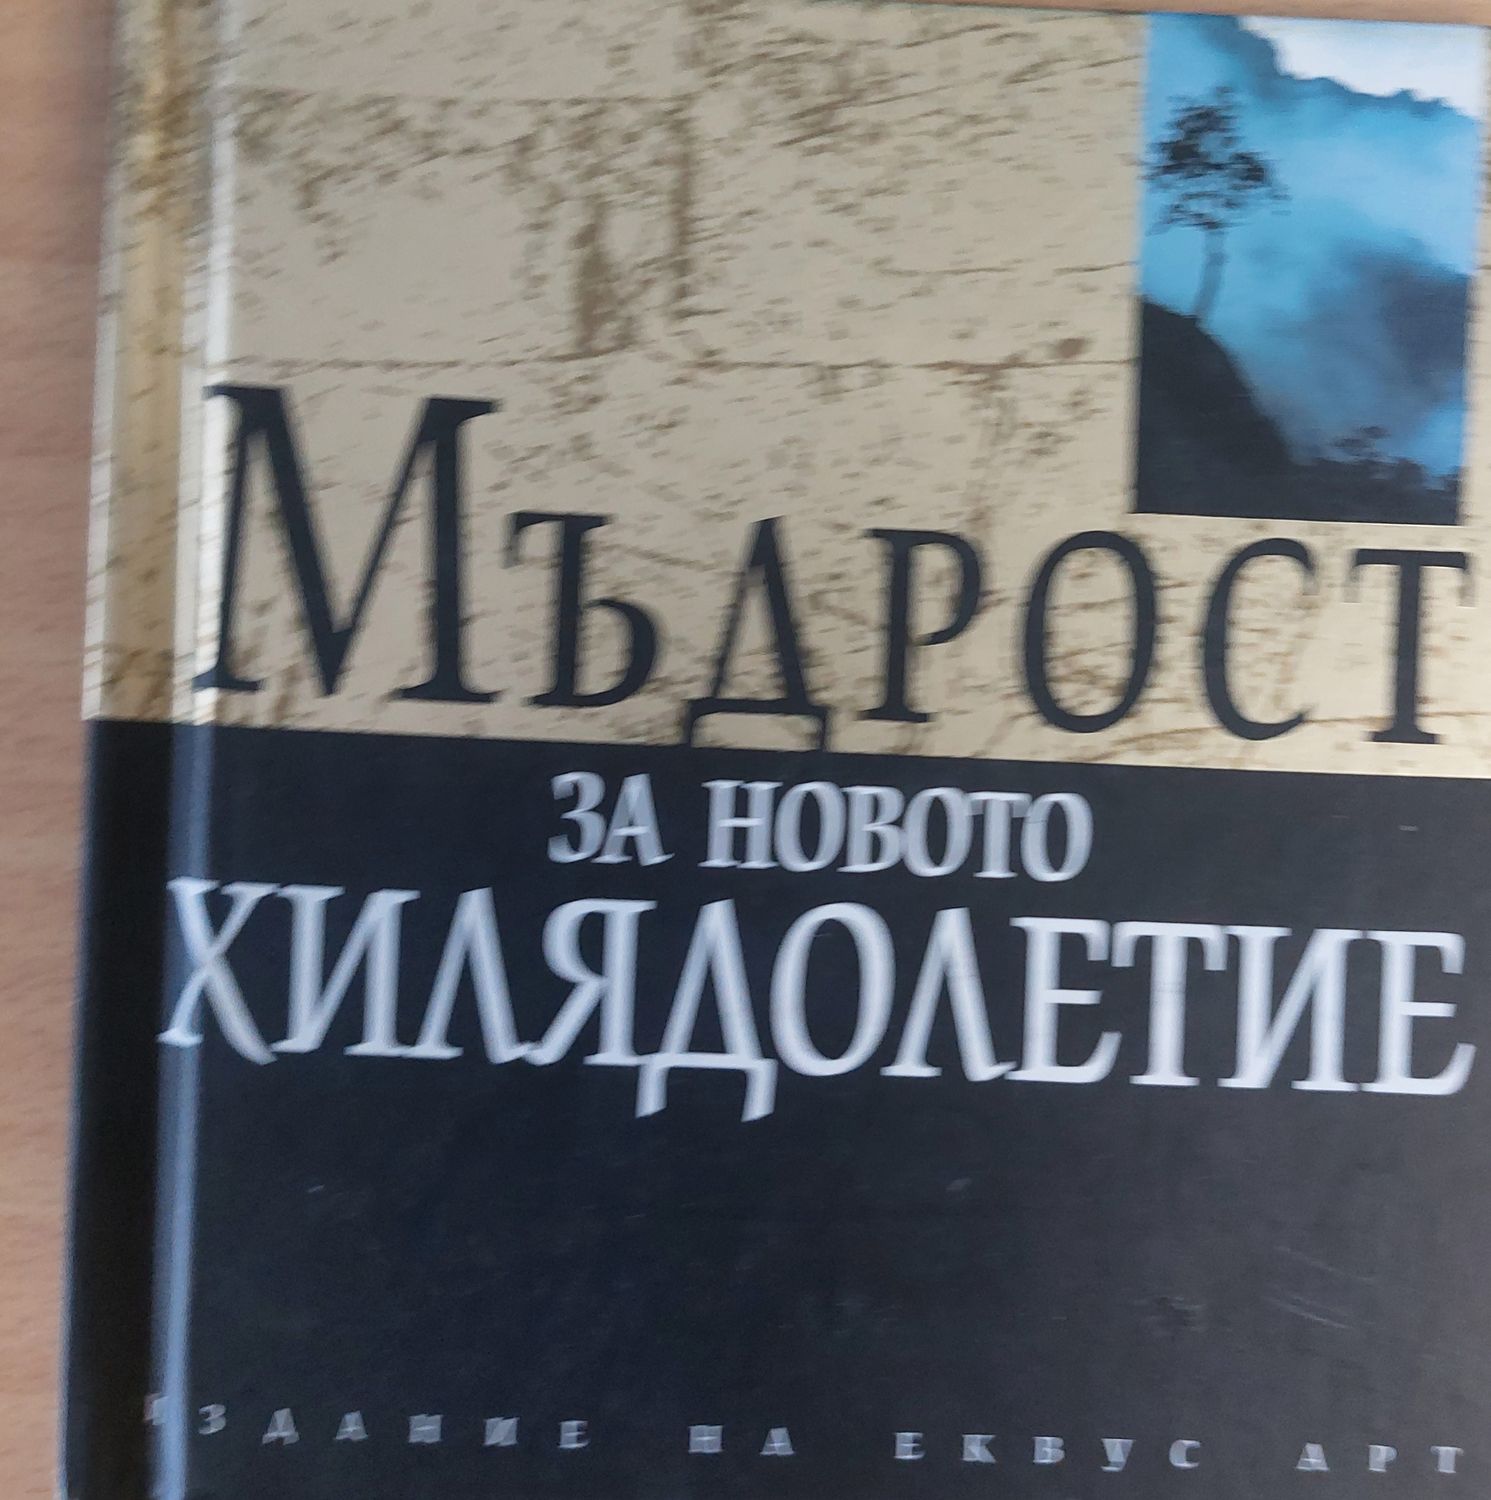 Мъдрост
за новото
хилядолетие
издание на Еквус Арт